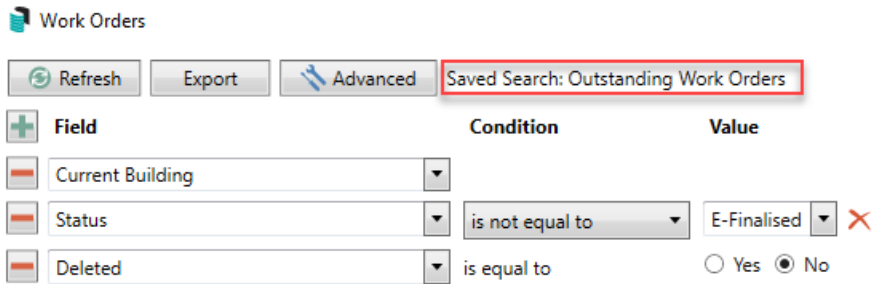 Work Orders
Refresh Export Advanced Saved Search: Outstanding Work Orders
Field Condition Value
Current Building
Status is not equal to E-Finalised
Deleted is equal to Yes No